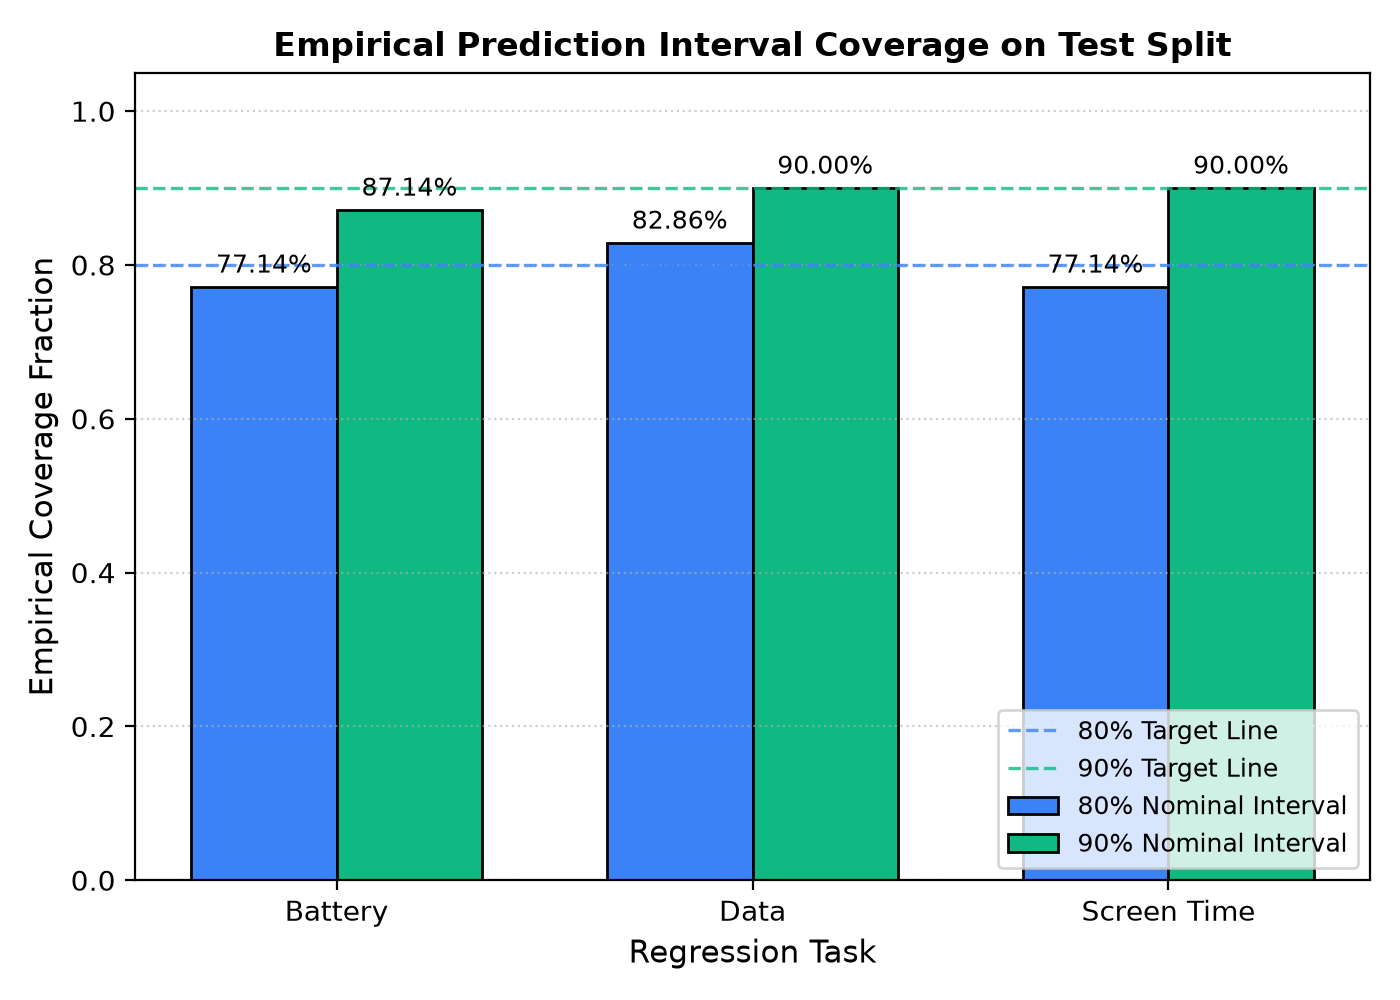 Empirical Prediction Interval Coverage on Test Split
Empirical Coverage Fraction
1.0
0.8
0.6
0.4
0.2
0.0
77.14%
87.14%
82.86%
90.00%
77.14%
90.00%
80% Target Line
90% Target Line
80% Nominal Interval
90% Nominal Interval
Battery
Data
Screen Time
Regression Task